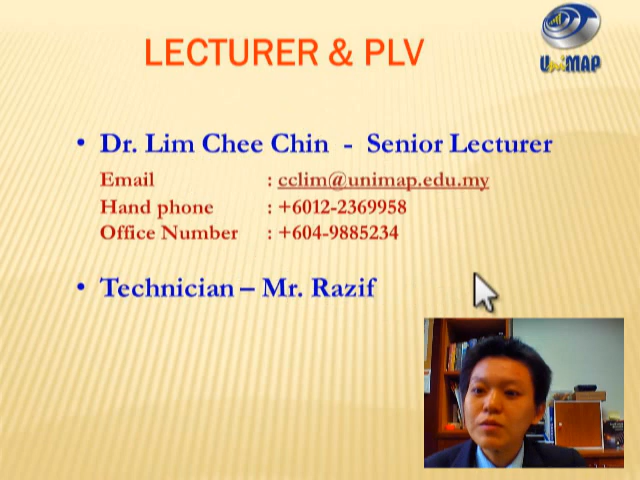 LECTURER & PLV
UniMAP
• Dr. Lim Chee Chin - Senior Lecturer
Email : cclim@unimap.edu.my
Hand phone : +6012-2369958
Office Number : +604-9885234
• Technician – Mr. Razif